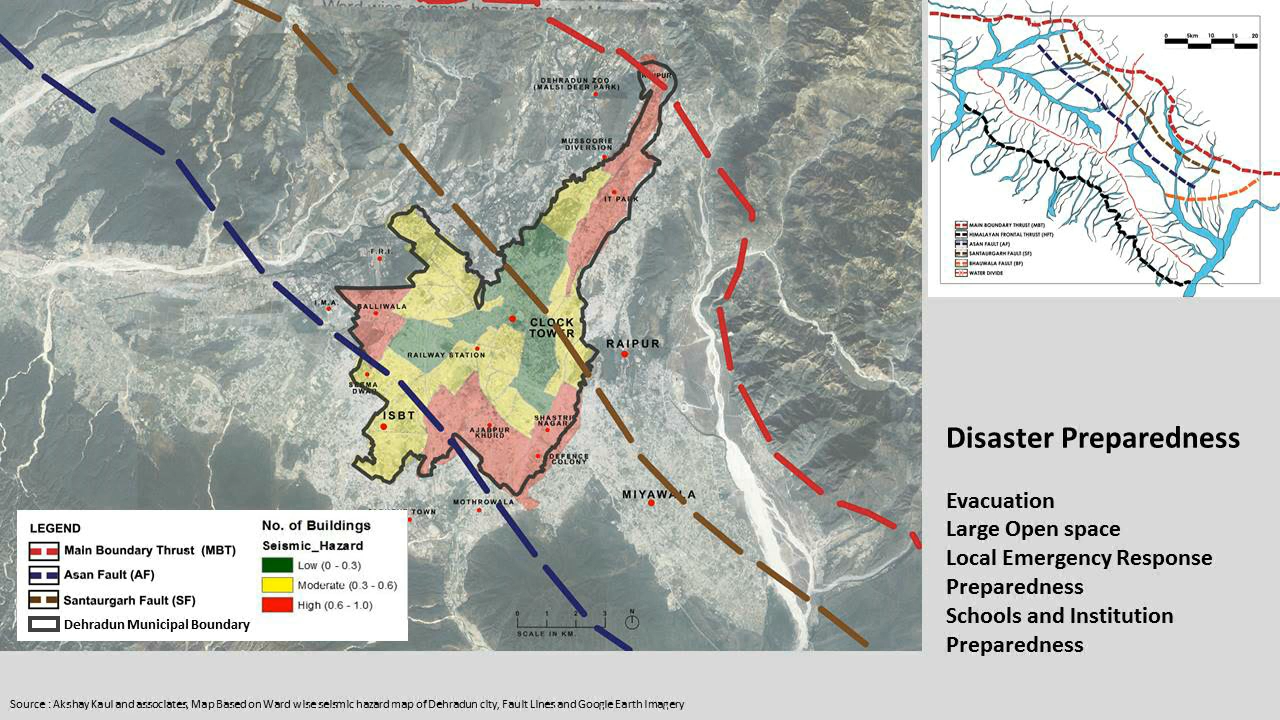 Ward wise seismic hazard
DEHRADUN ZOO
(MALSI DEER PARK)
MUSSOORIE
DIVERSION
IT PARK
F.R.I.
I.M.A.
BALLIWALA
CLOCK
TOWER
RAILWAY STATION
RAIPUR
ISBT
AJABPUR
KHURD
SHASTRI
NAGAR
DEFENCE
COLONY
MOTHROWALA
TOWN
MIYAWALA
0 1 2 3
SCALE IN KM.
N
LEGEND
Main Boundary Thrust (MBT)
Asan Fault (AF)
Santaurgarh Fault (SF)
Dehradun Municipal Boundary
No. of Buildings
Seismic_Hazard
Low (0 - 0.3)
Moderate (0.3 - 0.6)
High (0.6 - 1.0)
0 5km 10 15 20
MAIN BOUNDARY THRUST (MBT)
HIMALAYAN FRONTAL THRUST (HFT)
ASAN FAULT (AF)
SANTAURGARH FAULT (SF)
BHAUWALA FAULT (BF)
WATER DIVIDE
Disaster Preparedness
Evacuation
Large Open space
Local Emergency Response
Preparedness
Schools and Institution
Preparedness
Source : Akshay Kaul and associates, Map Based on Ward wise seismic hazard map of Dehradun city, Fault Lines and Google Earth Imagery